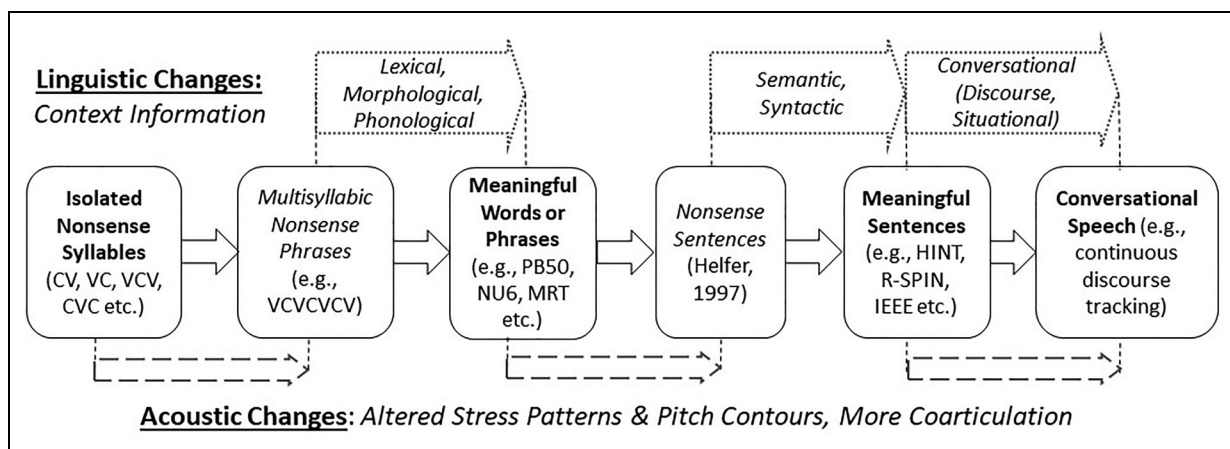 Linguistic Changes:
Context Information
Lexical,
Morphological,
Phonological
Semantic,
Syntactic
Conversational
(Discourse,
Situational)
Isolated
Nonsense
Syllables
(CV, VC, VCV,
CVC etc.)
Multisyllabic
Nonsense
Phrases
(e.g.,
VCVCVCV)
Meaningful
Words or
Phrases
(e.g., PB50,
NU6, MRT
etc.)
Nonsense
Sentences
(Helfer,
1997)
Meaningful
Sentences
(e.g., HINT,
R-SPIN,
IEEE etc.)
Conversational
Speech (e.g.,
continuous
discourse
tracking)
Acoustic Changes: Altered Stress Patterns & Pitch Contours, More Coarticulation